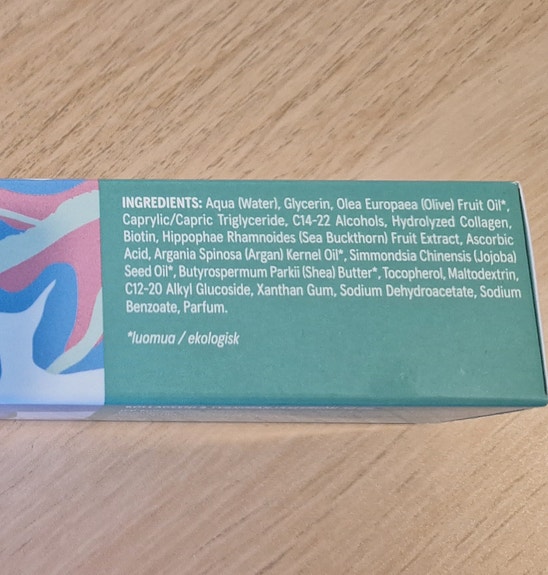 INGREDIENTS: Aqua (Water), Glycerin, Olea Europaea (Olive) Fruit Oil*,
Caprylic/Capric Triglyceride, C14-22 Alcohols, Hydrolyzed Collagen,
Biotin, Hippophae Rhamnoides (Sea Buckthorn) Fruit Extract, Ascorbic
Acid, Argania Spinosa (Argan) Kernel Oil*, Simmondsia Chinensis (Jojoba)
Seed Oil*, Butyrospermum Parkii (Shea) Butter*, Tocopherol, Maltodextrin,
C12-20 Alkyl Glucoside, Xanthan Gum, Sodium Dehydroacetate, Sodium
Benzoate, Parfum.
*luomua / ekologisk